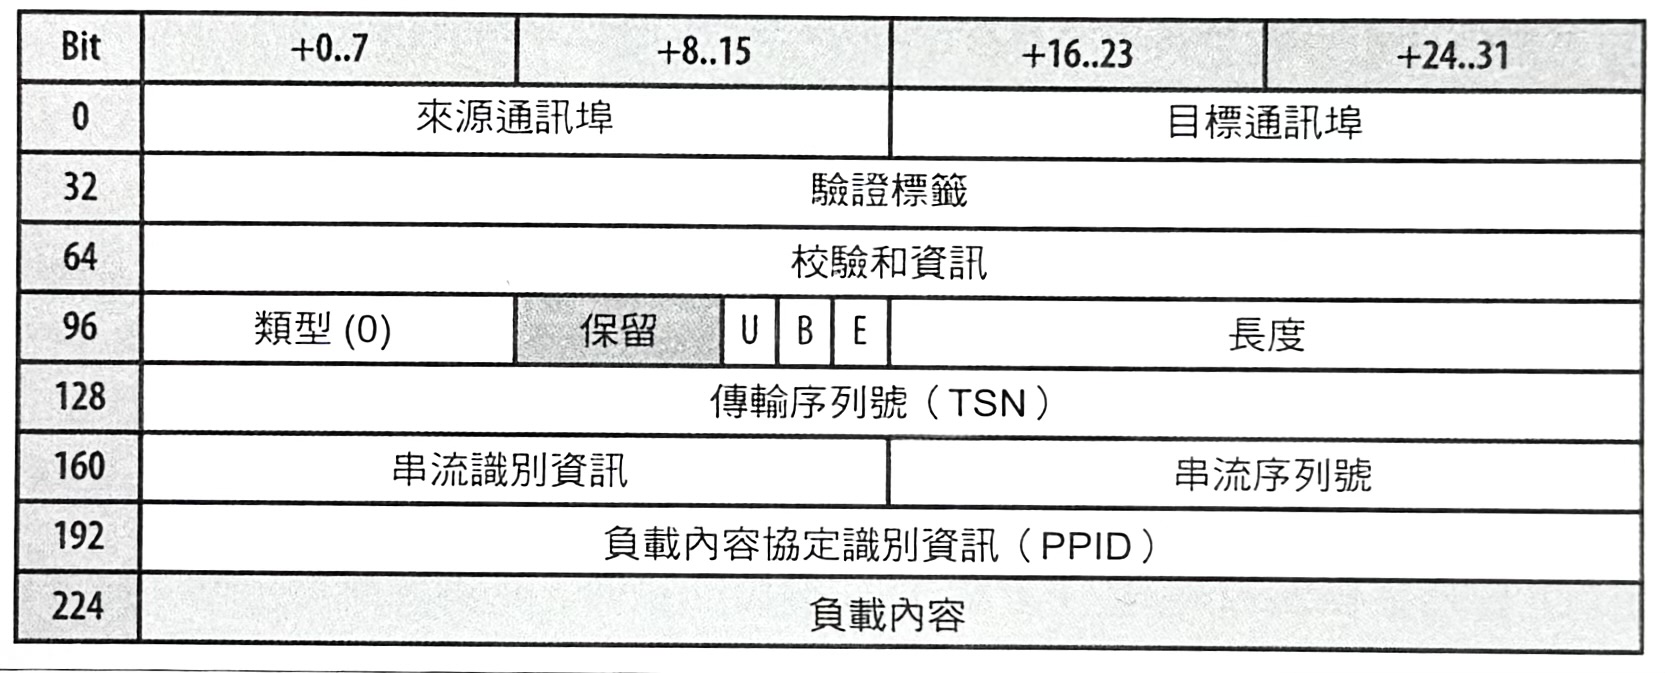 Bit +0..7 +8..15 +16..23 +24..31
0 來源通訊埠 目標通訊埠
32 驗證標籤
64 校驗和資訊
96 類型 (0) 保留 U B E 長度
128 傳輸序列號（TSN）
160 串流識別資訊 串流序列號
192 負載內容協定識別資訊（PPID）
224 負載內容